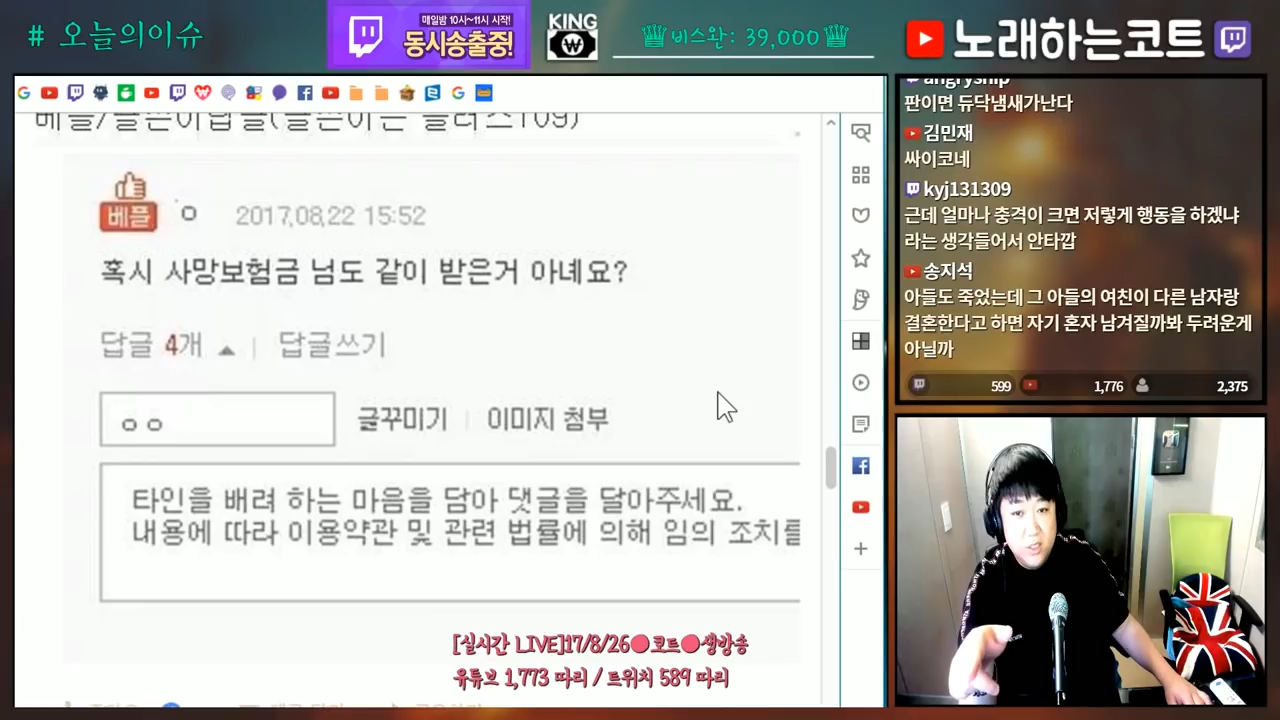 # 오늘의이슈
매일밤 10시~11시 시작!
동시송출중!
KING
비스완: 39,000
노래하는코트
베플 ㅇ 2017.08.22 15:52
혹시 사망보험금 님도 같이 받은거 아녜요?
답글 4개 답글쓰기
ㅇㅇ
글꾸미기 이미지 첨부
타인을 배려 하는 마음을 담아 댓글을 달아주세요.
내용에 따라 이용약관 및 관련 법률에 의해 임의 조치를
[실시간 LIVE]17/8/26●코트●생방송
유튜브 1,773 따리 / 트위치 589 따리
angryship
판이면 듀닥냄새가난다
김민재
싸이코네
kyj131309
근데 얼마나 충격이 크면 저렇게 행동을 하겠냐
라는 생각들어서 안타깝
송지석
아들도 죽었는데 그 아들의 여친이 다른 남자랑
결혼한다고 하면 자기 혼자 남겨질까봐 두려운게
아닐까
599 1,776 2,375